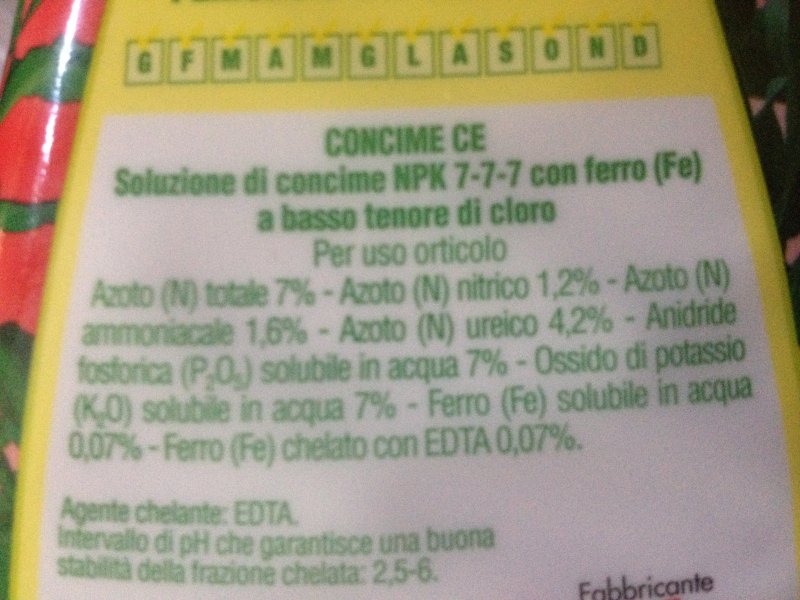 G F M A M G L A S O N D
CONCIME CE
Soluzione di concime NPK 7-7-7 con ferro (Fe)
a basso tenore di cloro
Per uso orticolo
Azoto (N) totale 7% - Azoto (N) nitrico 1,2% - Azoto (N)
ammoniacale 1,6% - Azoto (N) ureico 4,2% - Anidride
fosforica (P₂O₅) solubile in acqua 7% - Ossido di potassio
(K₂O) solubile in acqua 7% - Ferro (Fe) solubile in acqua
0,07% - Ferro (Fe) chelato con EDTA 0,07%.
Agente chelante: EDTA.
Intervallo di pH che garantisce una buona
stabilità della frazione chelata: 2,5-6.
Fabbricante